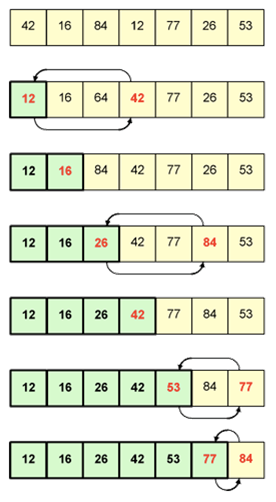 42 16 84 12 77 26 53
12 16 64 42 77 26 53
12 16 84 42 77 26 53
12 16 26 42 77 84 53
12 16 26 42 77 84 53
12 16 26 42 53 84 77
12 16 26 42 53 77 84